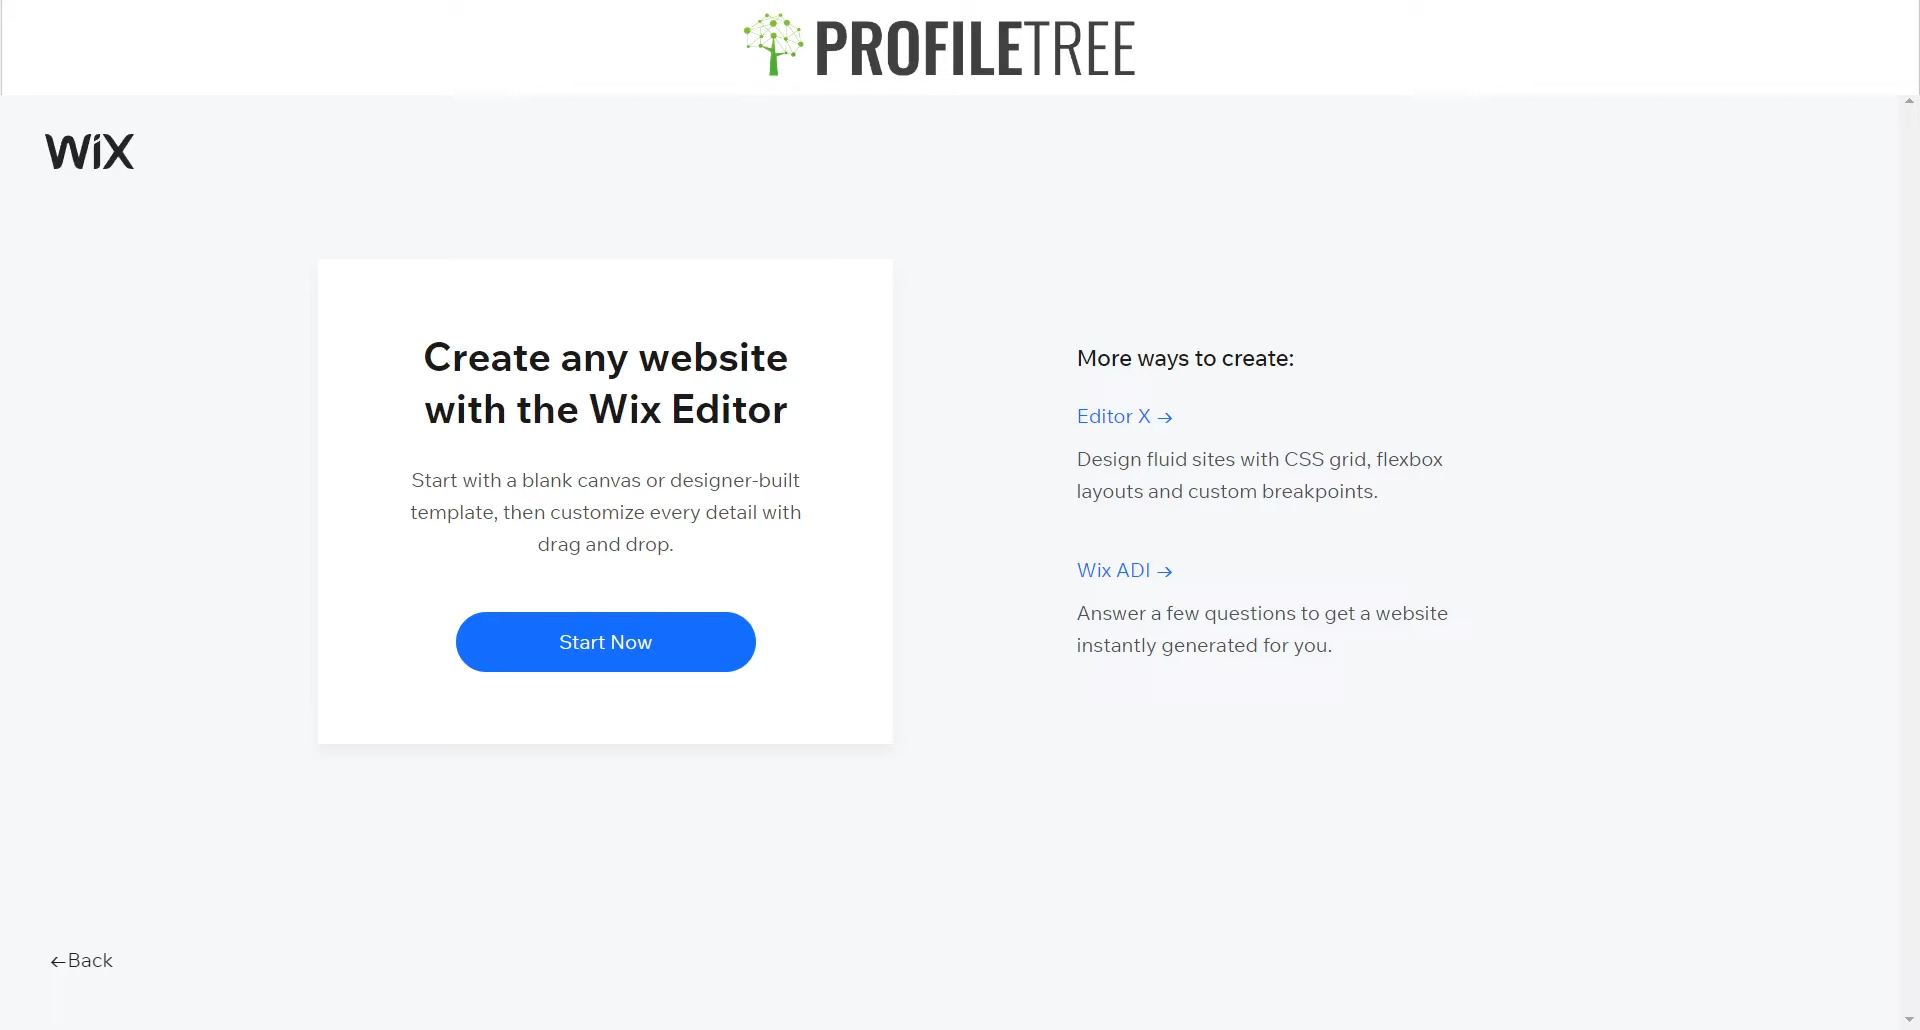 PROFILETREE
WiX
Create any website
with the Wix Editor
Start with a blank canvas or designer-built
template, then customize every detail with
drag and drop.
Start Now
More ways to create:
Editor X →
Design fluid sites with CSS grid, flexbox
layouts and custom breakpoints.
Wix ADI →
Answer a few questions to get a website
instantly generated for you.
←Back